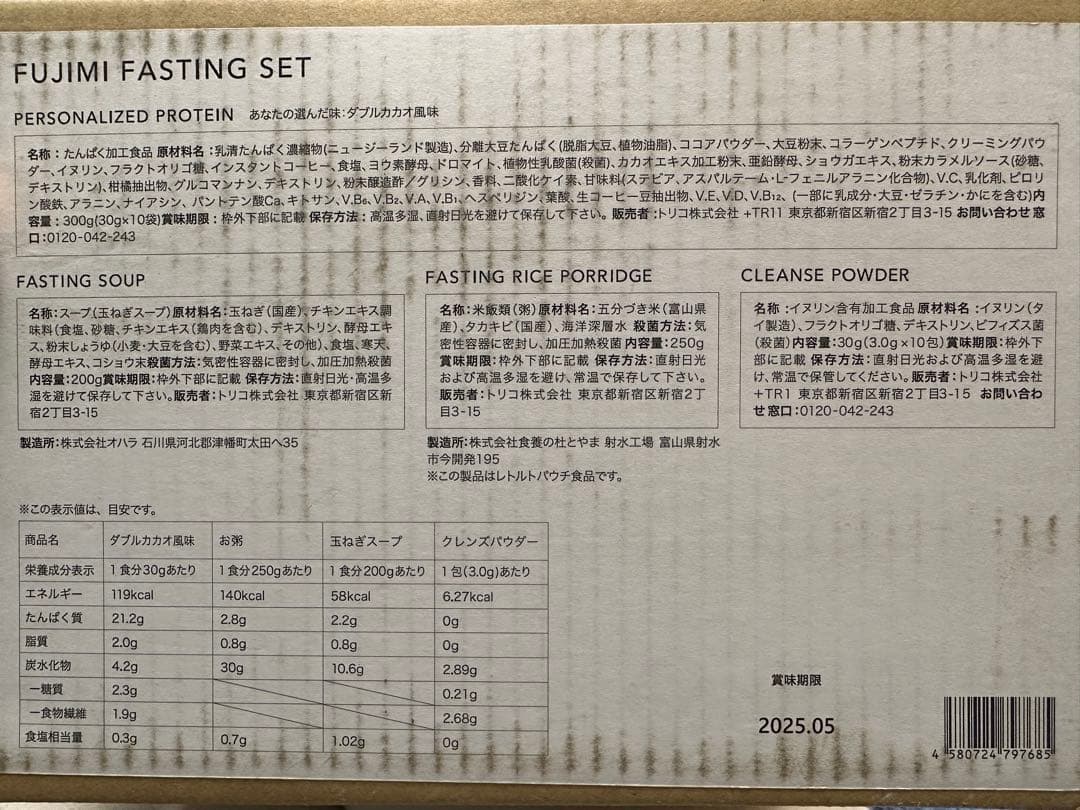 FUJIMI FASTING SET
PERSONALIZED PROTEIN あなたの選んだ味:ダブルカカオ風味
名称：たんぱく加工食品 原材料名：乳清たんぱく濃縮物(ニュージーランド製造)、分離大豆たんぱく(脱脂大豆、植物油脂)、ココアパウダー、大豆粉末、コラーゲンペプチド、クリーミングパウ
ダー、イヌリン、フラクトオリゴ糖、インスタントコーヒー、食塩、ヨウ素酵母、ドロマイト、植物性乳酸菌(殺菌)、カカオエキス加工粉末、亜鉛酵母、ショウガエキス、粉末カラメルソース(砂糖、
デキストリン)、柑橘抽出物、グルコマンナン、デキストリン、粉末醸造酢／グリシン、香料、二酸化ケイ素、甘味料(ステビア、アスパルテーム・L-フェニルアラニン化合物)、V.C、乳化剤、ピロリ
ン酸鉄、アラニン、ナイアシン、パントテン酸Ca、キトサン、V.B₆、V.B₂、V.A、V.B₁、ヘスペリジン、葉酸、生コーヒー豆抽出物、V.E、V.D、V.B₁₂、(一部に乳成分・大豆・ゼラチン・かにを含む)内
容量：300g(30g×10袋)賞味期限：枠外下部に記載 保存方法：高温多湿、直射日光を避けて保存して下さい。販売者：トリコ株式会社 +TR11 東京都新宿区新宿2丁目3-15 お問い合わせ窓
口：0120-042-243
FASTING SOUP
名称:スープ(玉ねぎスープ)原材料名:玉ねぎ(国産)、チキンエキス調
味料(食塩、砂糖、チキンエキス(鶏肉を含む)、デキストリン、酵母エキ
ス、粉末しょうゆ(小麦・大豆を含む)、野菜エキス、その他)、食塩、寒天、
酵母エキス、コショウ末殺菌方法:気密性容器に密封し、加圧加熱殺菌
内容量:200g賞味期限:枠外下部に記載 保存方法:直射日光・高温多
湿を避けて保存して下さい。販売者:トリコ株式会社 東京都新宿区新
宿2丁目3-15
製造所:株式会社オハラ 石川県河北郡津幡町太田へ35
FASTING RICE PORRIDGE
名称:米飯類(粥)原材料名:五分づき米(富山県
産)、タカキビ(国産)、海洋深層水 殺菌方法:気
密性容器に密封し、加圧加熱殺菌 内容量:250g
賞味期限:枠外下部に記載 保存方法:直射日光
および高温多湿を避け、常温で保存して下さい。
販売者:トリコ株式会社 東京都新宿区新宿2丁
目3-15
製造所:株式会社食養の杜とやま 射水工場 富山県射水
市今開発195
※この製品はレトルトパウチ食品です。
CLEANSE POWDER
名称:イヌリン含有加工食品 原材料名:イヌリン(タ
イ製造)、フラクトオリゴ糖、デキストリン、ビフィズス菌
(殺菌)内容量:30g(3.0g×10包)賞味期限:枠外下
部に記載 保存方法:直射日光および高温多湿を避
け、常温で保管してください。販売者:トリコ株式会社
+TR1 東京都新宿区新宿2丁目3-15 お問い合わ
せ窓口:0120-042-243
※この表示値は、目安です。
商品名 ダブルカカオ風味 お粥 玉ねぎスープ クレンズパウダー
栄養成分表示 1食分30gあたり 1食分250gあたり 1食分200gあたり 1包(3.0g)あたり
エネルギー 119kcal 140kcal 58kcal 6.27kcal
たんぱく質 21.2g 2.8g 2.2g 0g
脂質 2.0g 0.8g 0.8g 0g
炭水化物 4.2g 30g 10.6g 2.89g
ー糖質 2.3g 0.21g
ー食物繊維 1.9g 2.68g
食塩相当量 0.3g 0.7g 1.02g 0g
賞味期限
2025.05
4 580724 797685